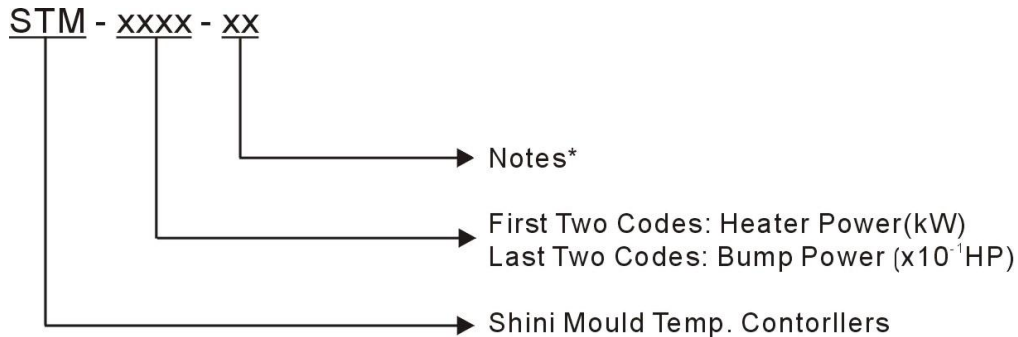 STM - xxxx - xx
Notes*
First Two Codes: Heater Power(kW)
Last Two Codes: Bump Power (x10⁻¹HP)
Shini Mould Temp. Contorllers